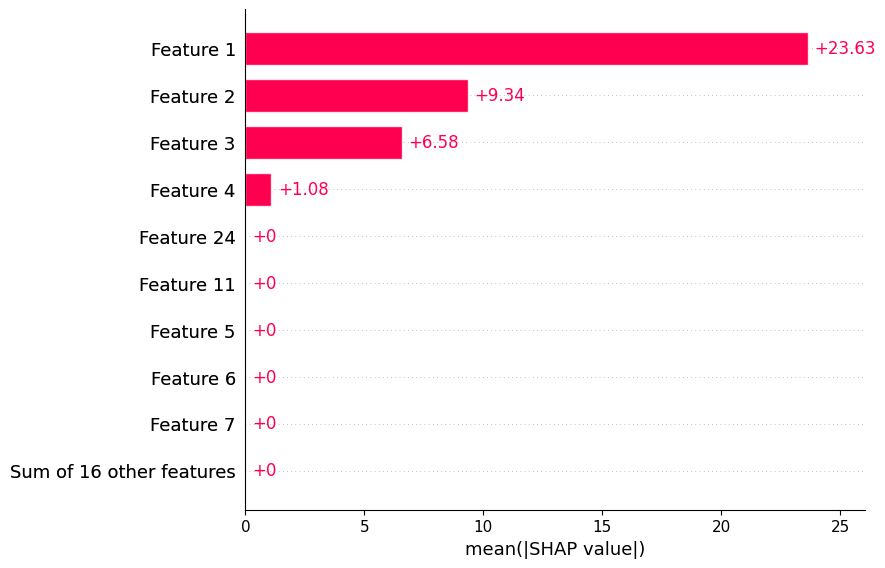 Feature 1 +23.63
Feature 2 +9.34
Feature 3 +6.58
Feature 4 +1.08
Feature 24 +0
Feature 11 +0
Feature 5 +0
Feature 6 +0
Feature 7 +0
Sum of 16 other features +0
0 5 10 15 20 25
mean(|SHAP value|)